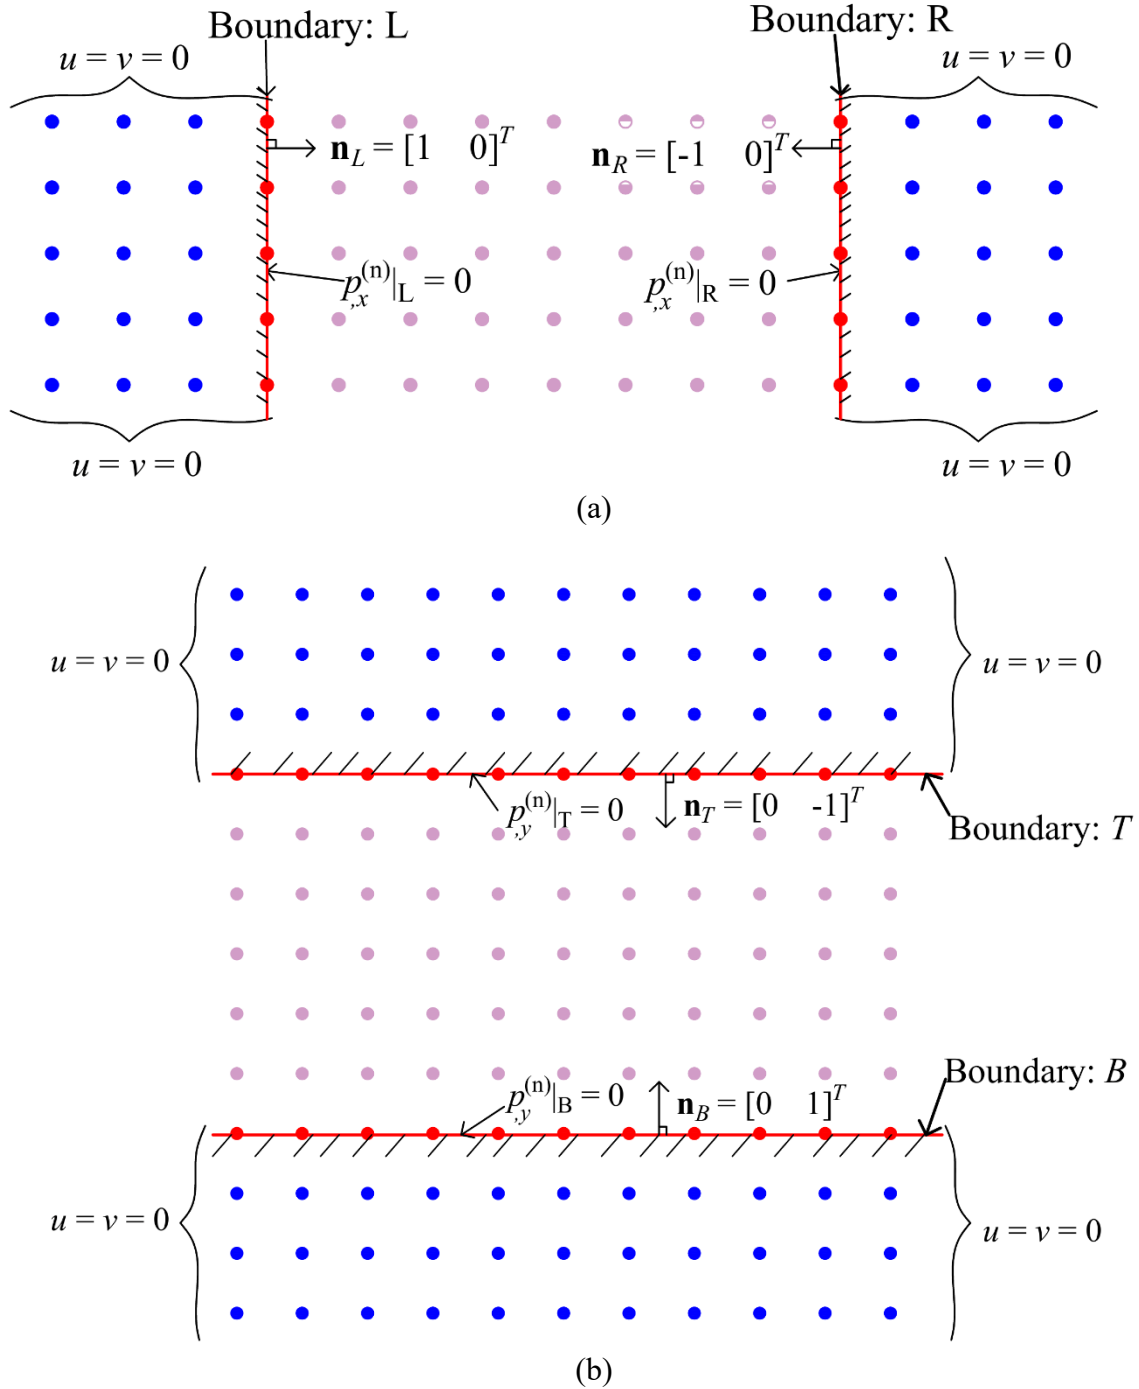 Boundary: L
Boundary: R
u = v = 0
u = v = 0
n_L = [1 0]^T
n_R = [-1 0]^T
p_{,x}^{(n)}|_L = 0
p_{,x}^{(n)}|_R = 0
u = v = 0
u = v = 0
(a)
u = v = 0
u = v = 0
p_{,y}^{(n)}|_T = 0
n_T = [0 -1]^T
Boundary: T
Boundary: B
p_{,y}^{(n)}|_B = 0
n_B = [0 1]^T
u = v = 0
u = v = 0
(b)